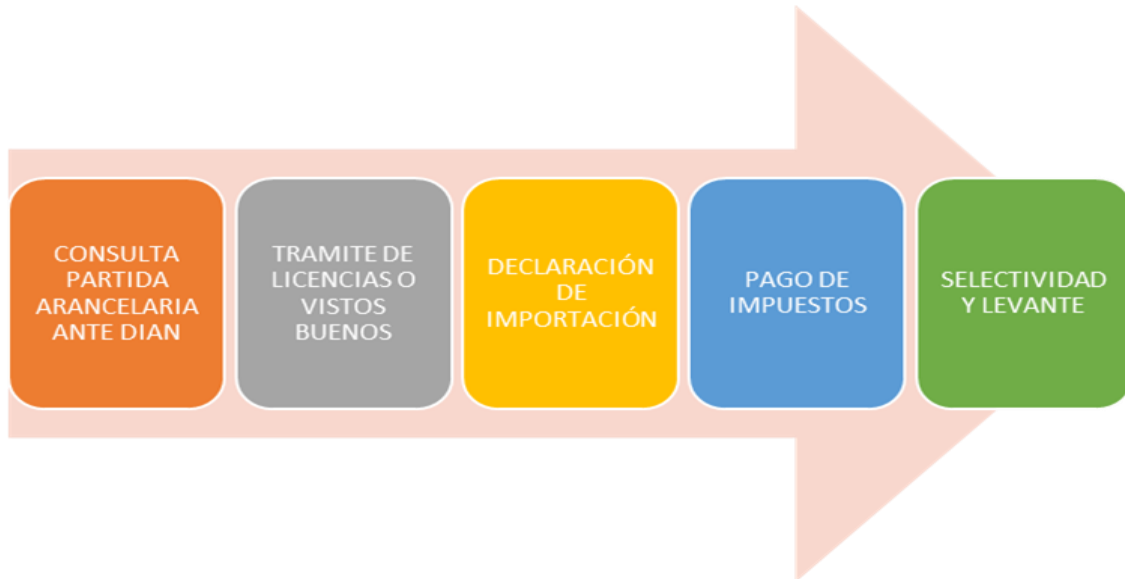 CONSULTA
PARTIDA
ARANCELARIA
ANTE DIAN
TRAMITE DE
LICENCIAS O
VISTOS
BUENOS
DECLARACIÓN
DE
IMPORTACIÓN
PAGO DE
IMPUESTOS
SELECTIVIDAD
Y LEVANTE